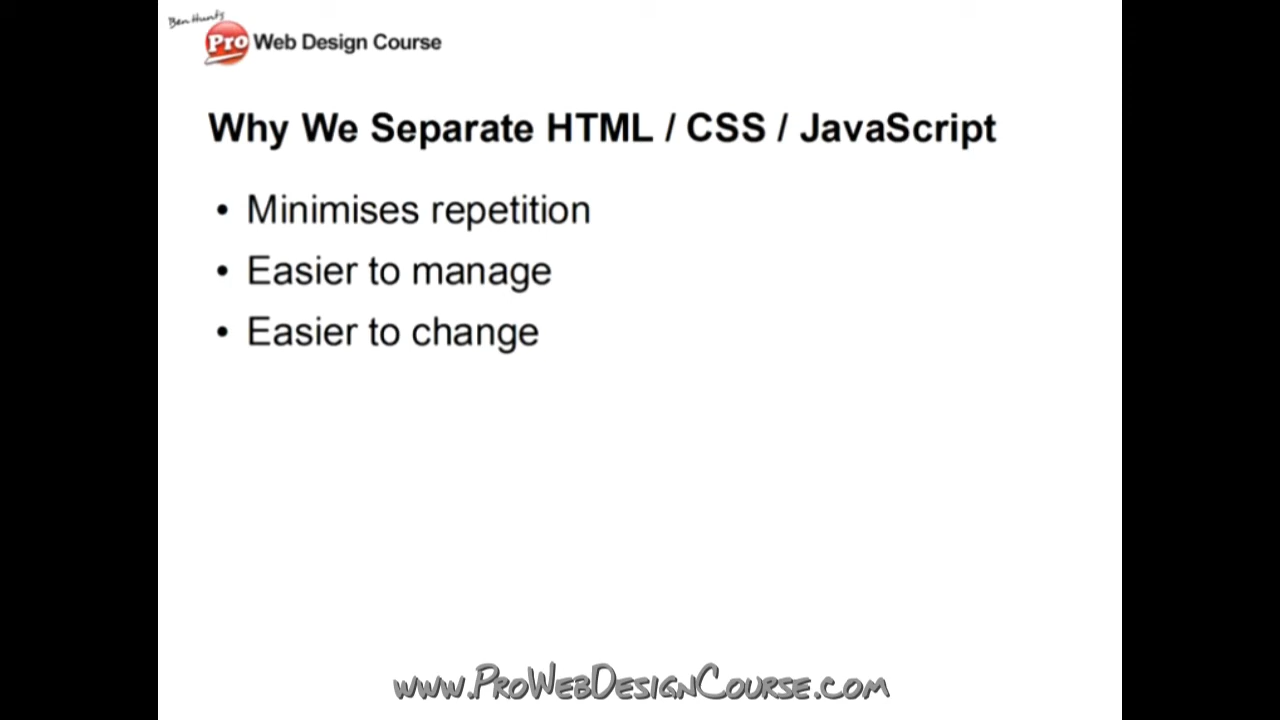 Ben Hunt's
Pro Web Design Course
Why We Separate HTML / CSS / JavaScript
• Minimises repetition
• Easier to manage
• Easier to change
www.ProWebDesignCourse.com